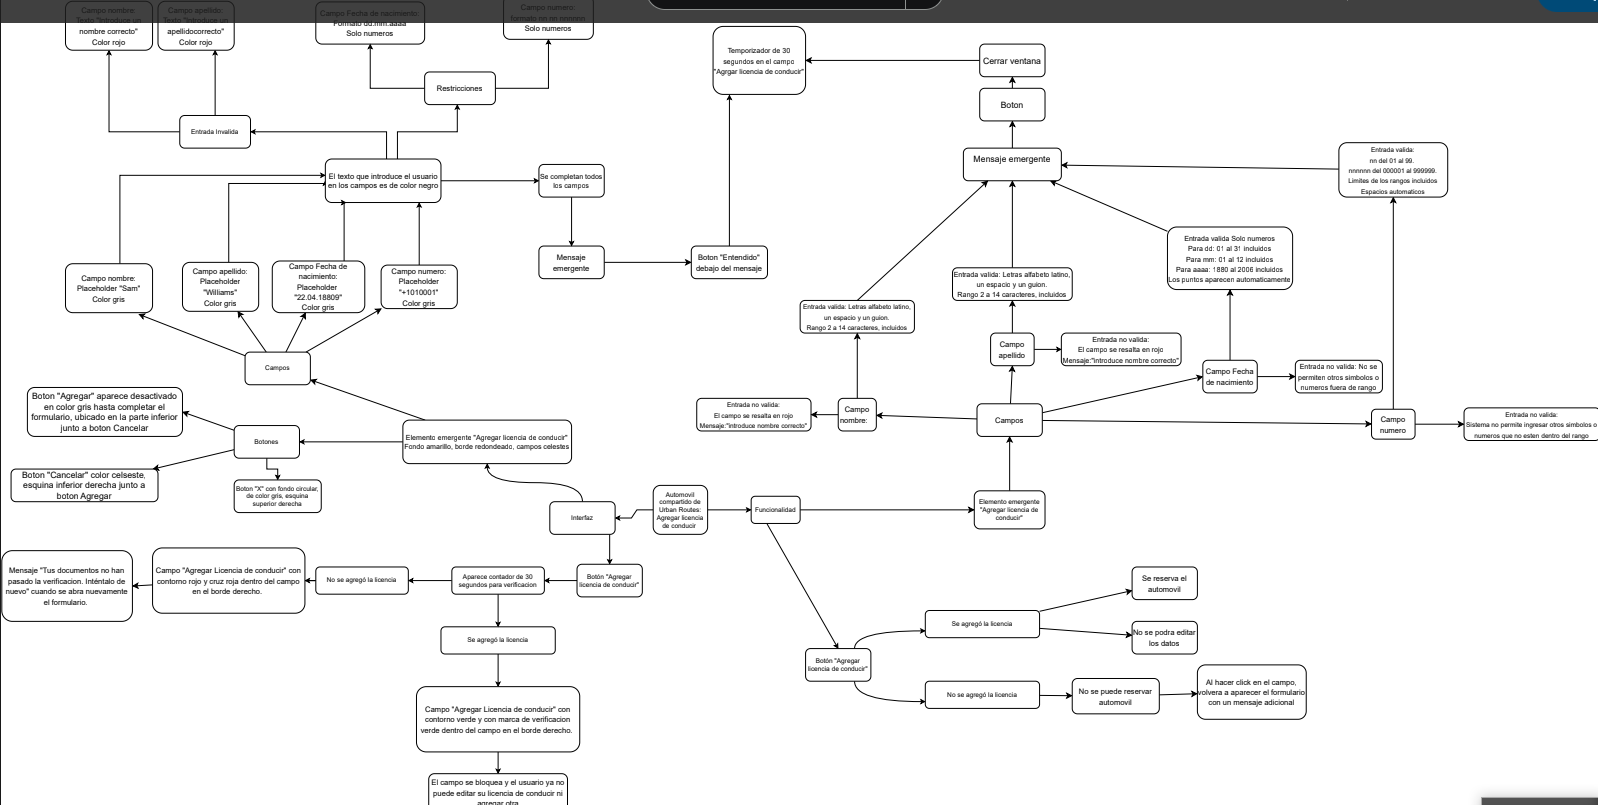 Campo nombre:
Texto "Introduce un
nombre correcto"
Color rojo
Campo apellido:
Texto "Introduce un
apellidocorrecto"
Color rojo
Campo Fecha de nacimiento
Formato dd.mm.aaaa
Solo numeros
Campo numero:
formato nn nn nnnnnn
Solo numeros
Restricciones
Entrada Invalida
El texto que introduce el usuario
en los campos es de color negro
Se completan todos
los campos
Mensaje
emergente
Boton "Entendido"
debajo del mensaje
Temporizador de 30
segundos en el campo
"Agrgar licencia de conducir"
Cerrar ventana
Boton
Mensaje emergente
Entrada valida:
nn del 01 al 99.
nnnnnn del 000001 al 999999.
Limites de los rangos incluidos
Espacios automaticos
Campo nombre:
Placeholder "Sam"
Color gris
Campo apellido:
Placeholder
"Williams"
Color gris
Campo Fecha de
nacimiento:
Placeholder
"22.04.18809"
Color gris
Campo numero:
Placeholder
"+1010001"
Color gris
Entrada valida Solo numeros
Para dd: 01 al 31 incluidos
Para mm: 01 al 12 incluidos
Para aaaa: 1880 al 2006 incluidos
Los puntos aparecen automaticamente
Entrada valida: Letras alfabeto latino,
un espacio y un guion.
Rango 2 a 14 caracteres, incluidos
Entrada valida: Letras alfabeto latino,
un espacio y un guion.
Rango 2 a 14 caracteres, incluidos
Campos
Campo
apellido
Entrada no valida:
El campo se resalta en rojo
Mensaje:"Introduce nombre correcto"
Campo Fecha
de nacimiento
Entrada no valida: No se
permiten otros simbolos o
numeros fuera de rango
Boton "Agregar" aparece desactivado
en color gris hasta completar el
formulario, ubicado en la parte inferior
junto a boton Cancelar
Entrada no valida:
El campo se resalta en rojo
Mensaje:"introduce nombre correcto"
Campo
nombre:
Campos
Campo
numero
Entrada no valida:
Sistema no permite ingresar otros simbolos o
numeros que no esten dentro del rango
Botones
Elemento emergente "Agregar licencia de conducir"
Fondo amarillo, borde redondeado, campos celestes
Boton "Cancelar" color celseste,
esquina inferior derecha junto a
boton Agregar
Boton "X" con fondo circular,
de color gris, esquina
superior derecha
Interfaz
Automovil
compartido de
Urban Routes:
Agregar licencia
de conducir
Funcionalidad
Elemento emergente
"Agregar licencia de
conducir"
Mensaje "Tus documentos no han
pasado la verificacion. Inténtalo de
nuevo" cuando se abra nuevamente
el formulario.
Campo "Agregar Licencia de conducir" con
contorno rojo y cruz roja dentro del campo
en el borde derecho.
No se agregó la licencia
Aparece contador de 30
segundos para verificacion
Botón "Agregar
licencia de conducir"
Se agregó la licencia
Campo "Agregar Licencia de conducir" con
contorno verde y con marca de verificacion
verde dentro del campo en el borde derecho.
El campo se bloquea y el usuario ya no
puede editar su licencia de conducir ni
agregar otra
Se reserva el
automovil
Se agregó la licencia
No se podra editar
los datos
Botón "Agregar
licencia de conducir"
No se agregó la licencia
No se puede reservar
automovil
Al hacer click en el campo,
volvera a aparecer el formulario
con un mensaje adicional